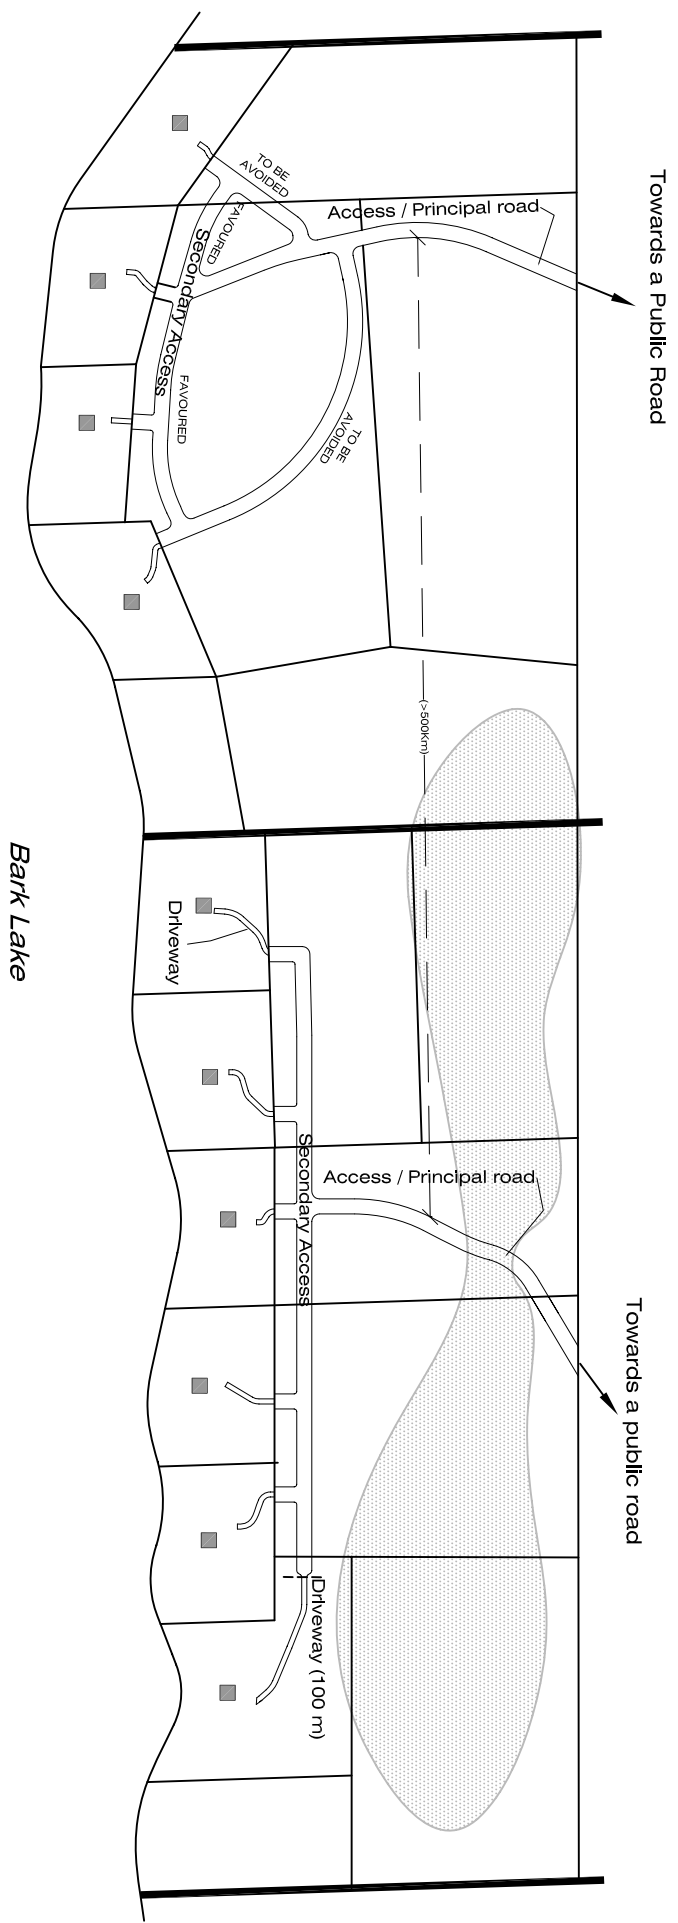 TO BE
AVOIDED
Access / Principal road
Towards a Public Road
FAVOURED
Secondary Access
FAVOURED
TO BE
AVOIDED
(>500Km)
Bark Lake
Driveway
Secondary Access
Access / Principal road
Towards a public road
Driveway (100 m)